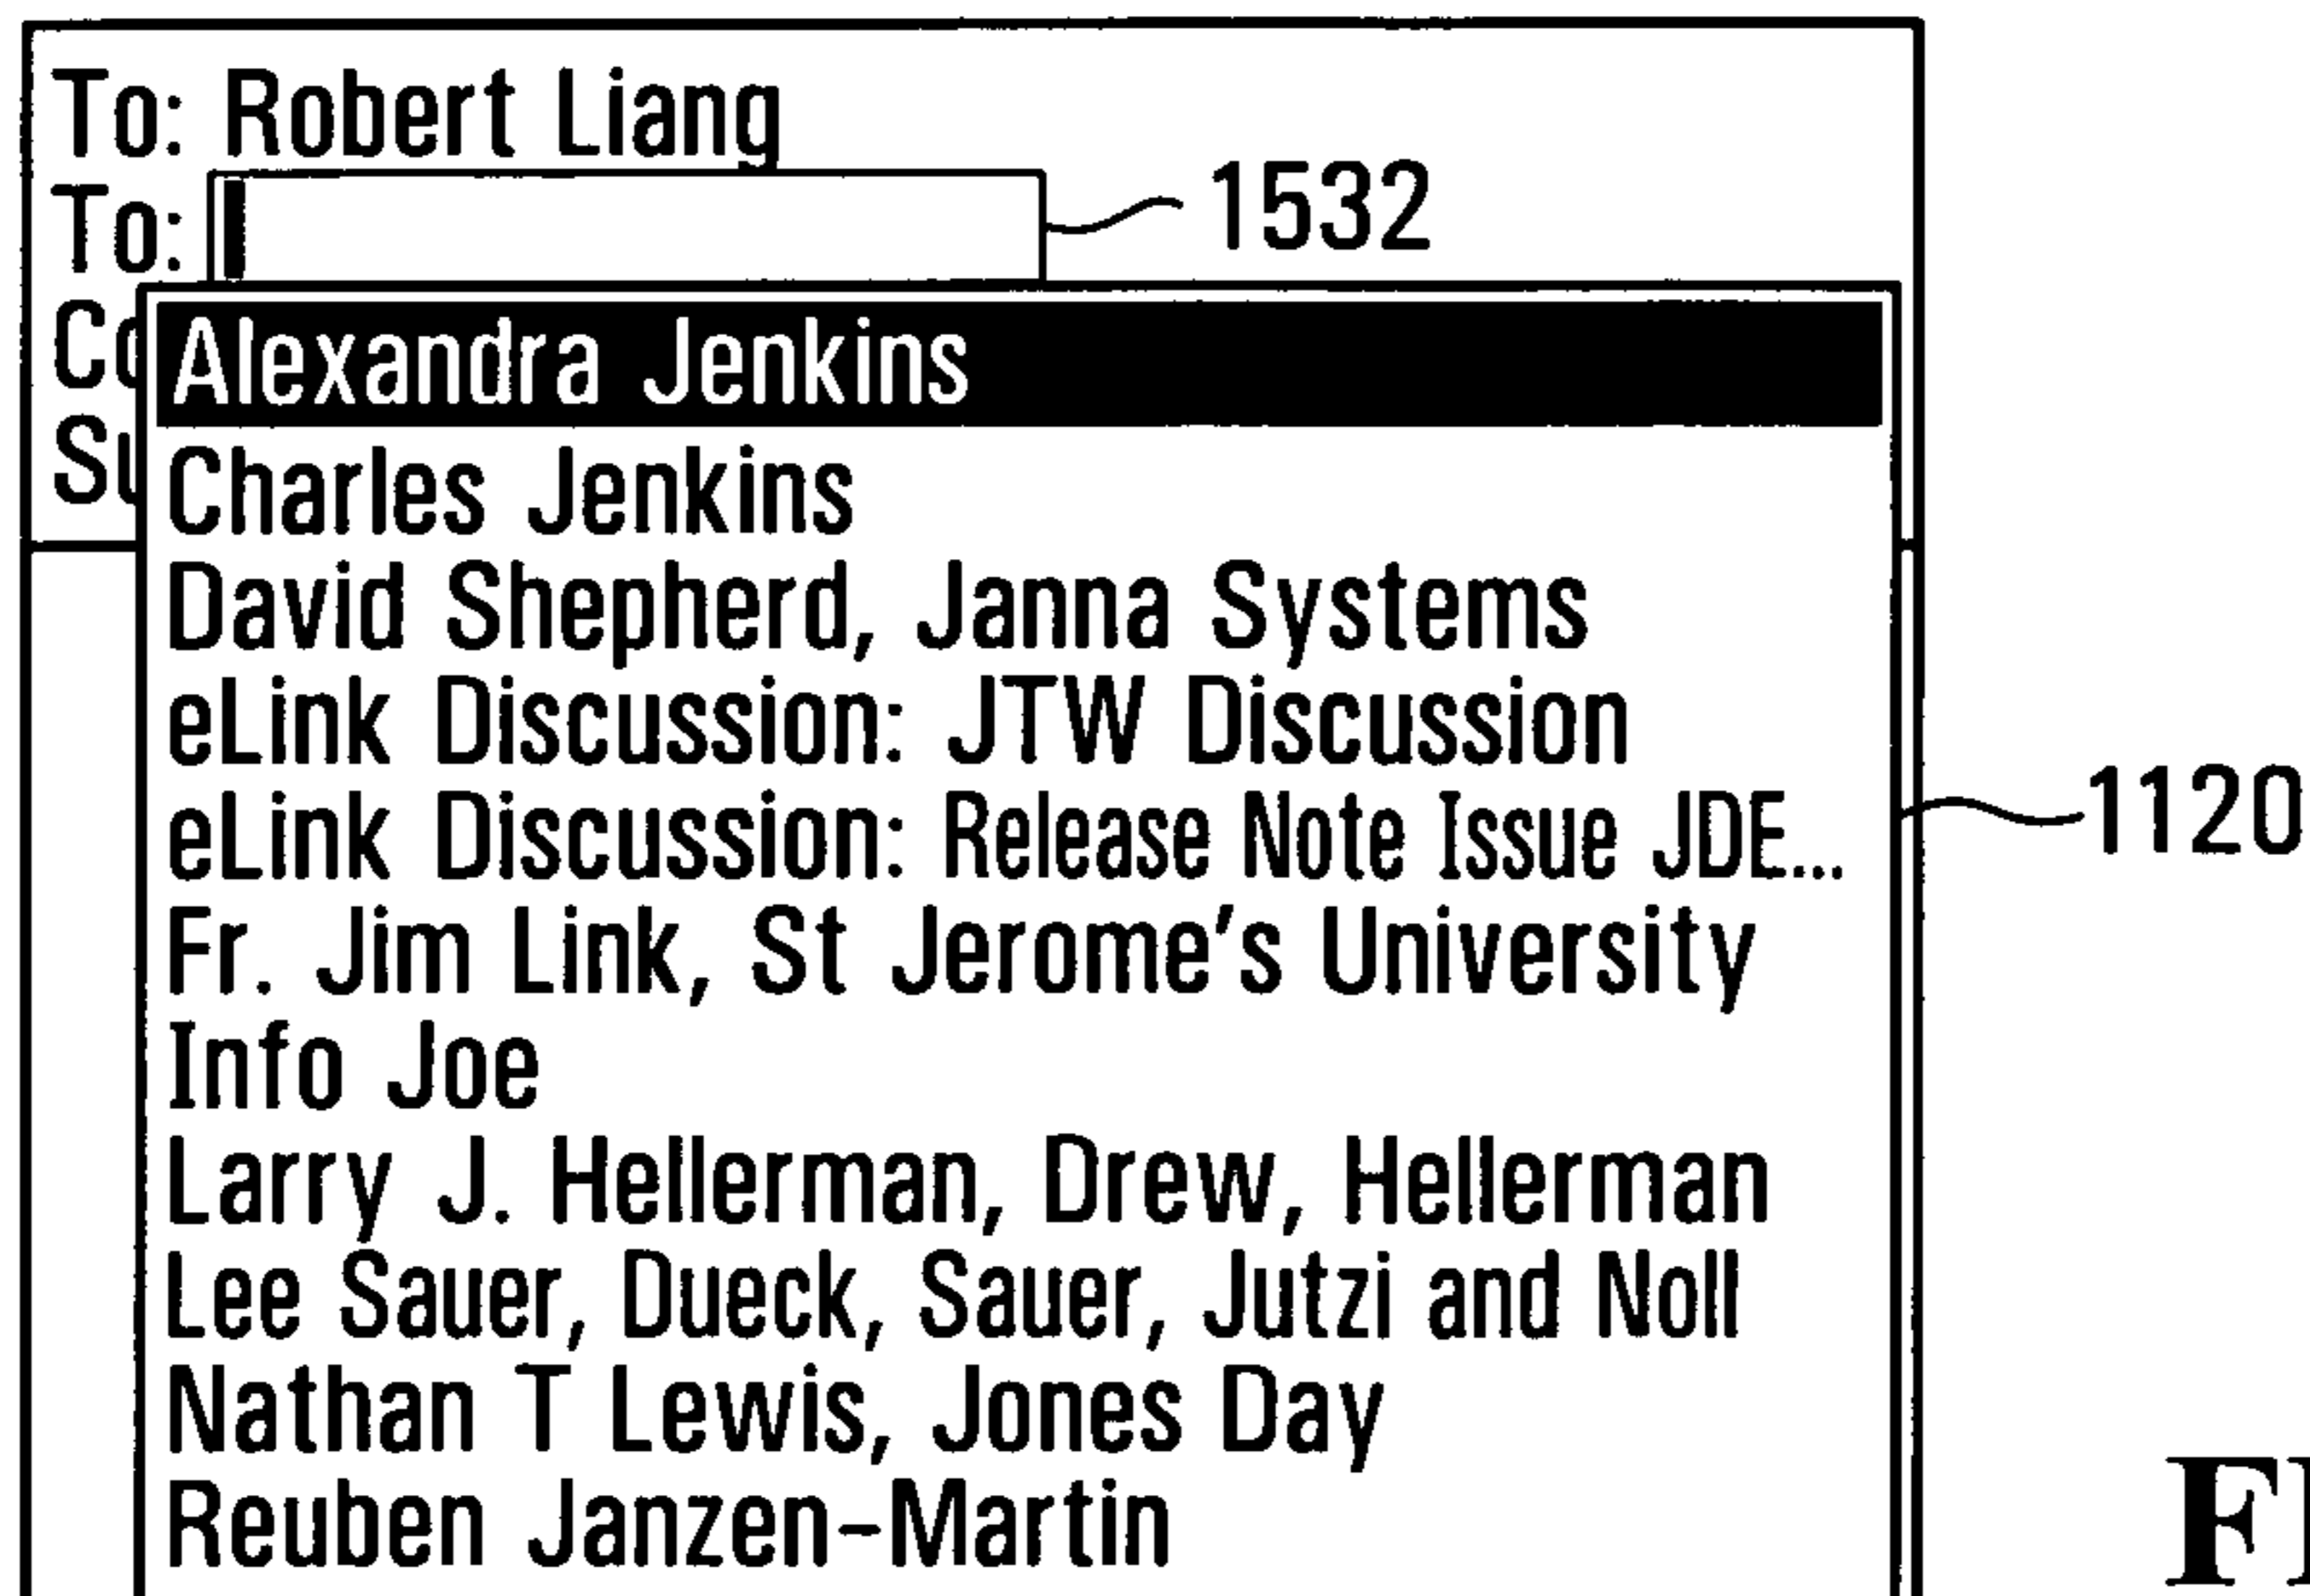 To: Robert Liang
To:
1532
Alexandra Jenkins
Charles Jenkins
David Shepherd, Janna Systems
eLink Discussion: JTW Discussion
eLink Discussion: Release Note Issue JDE...
1120
Fr. Jim Link, St Jerome's University
Info Joe
Larry J. Hellerman, Drew, Hellerman
Lee Sauer, Dueck, Sauer, Jutzi and Noll
Nathan T Lewis, Jones Day
Reuben Janzen-Martin